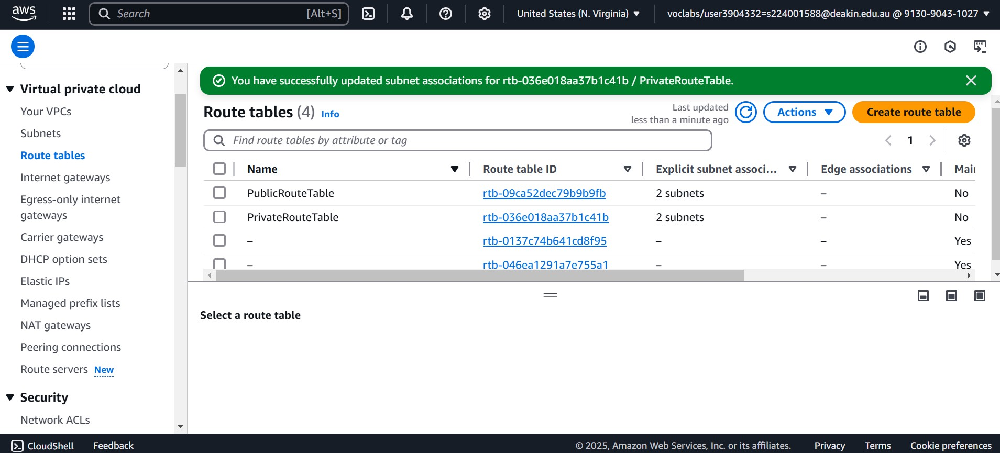 aws
Search [Alt+S]
United States (N. Virginia)
voclabs/user3904332=s224001588@deakin.edu.au @ 9130-9043-1027
Virtual private cloud
Your VPCs
Subnets
Route tables
Internet gateways
Egress-only internet
gateways
Carrier gateways
DHCP option sets
Elastic IPs
Managed prefix lists
NAT gateways
Peering connections
Route servers New
Security
Network ACLs
You have successfully updated subnet associations for rtb-036e018aa37b1c41b / PrivateRouteTable.
Route tables (4) Info
Last updated
less than a minute ago
Actions
Create route table
Find route tables by attribute or tag
1
Name Route table ID Explicit subnet associ... Edge associations Main
PublicRouteTable rtb-09ca52dec79b9b9fb 2 subnets – No
PrivateRouteTable rtb-036e018aa37b1c41b 2 subnets – No
– rtb-0137c74b641cd8f95 – – Yes
– rtb-046ea1291a7e755a1 – – Yes
Select a route table
CloudShell Feedback © 2025, Amazon Web Services, Inc. or its affiliates. Privacy Terms Cookie preferences